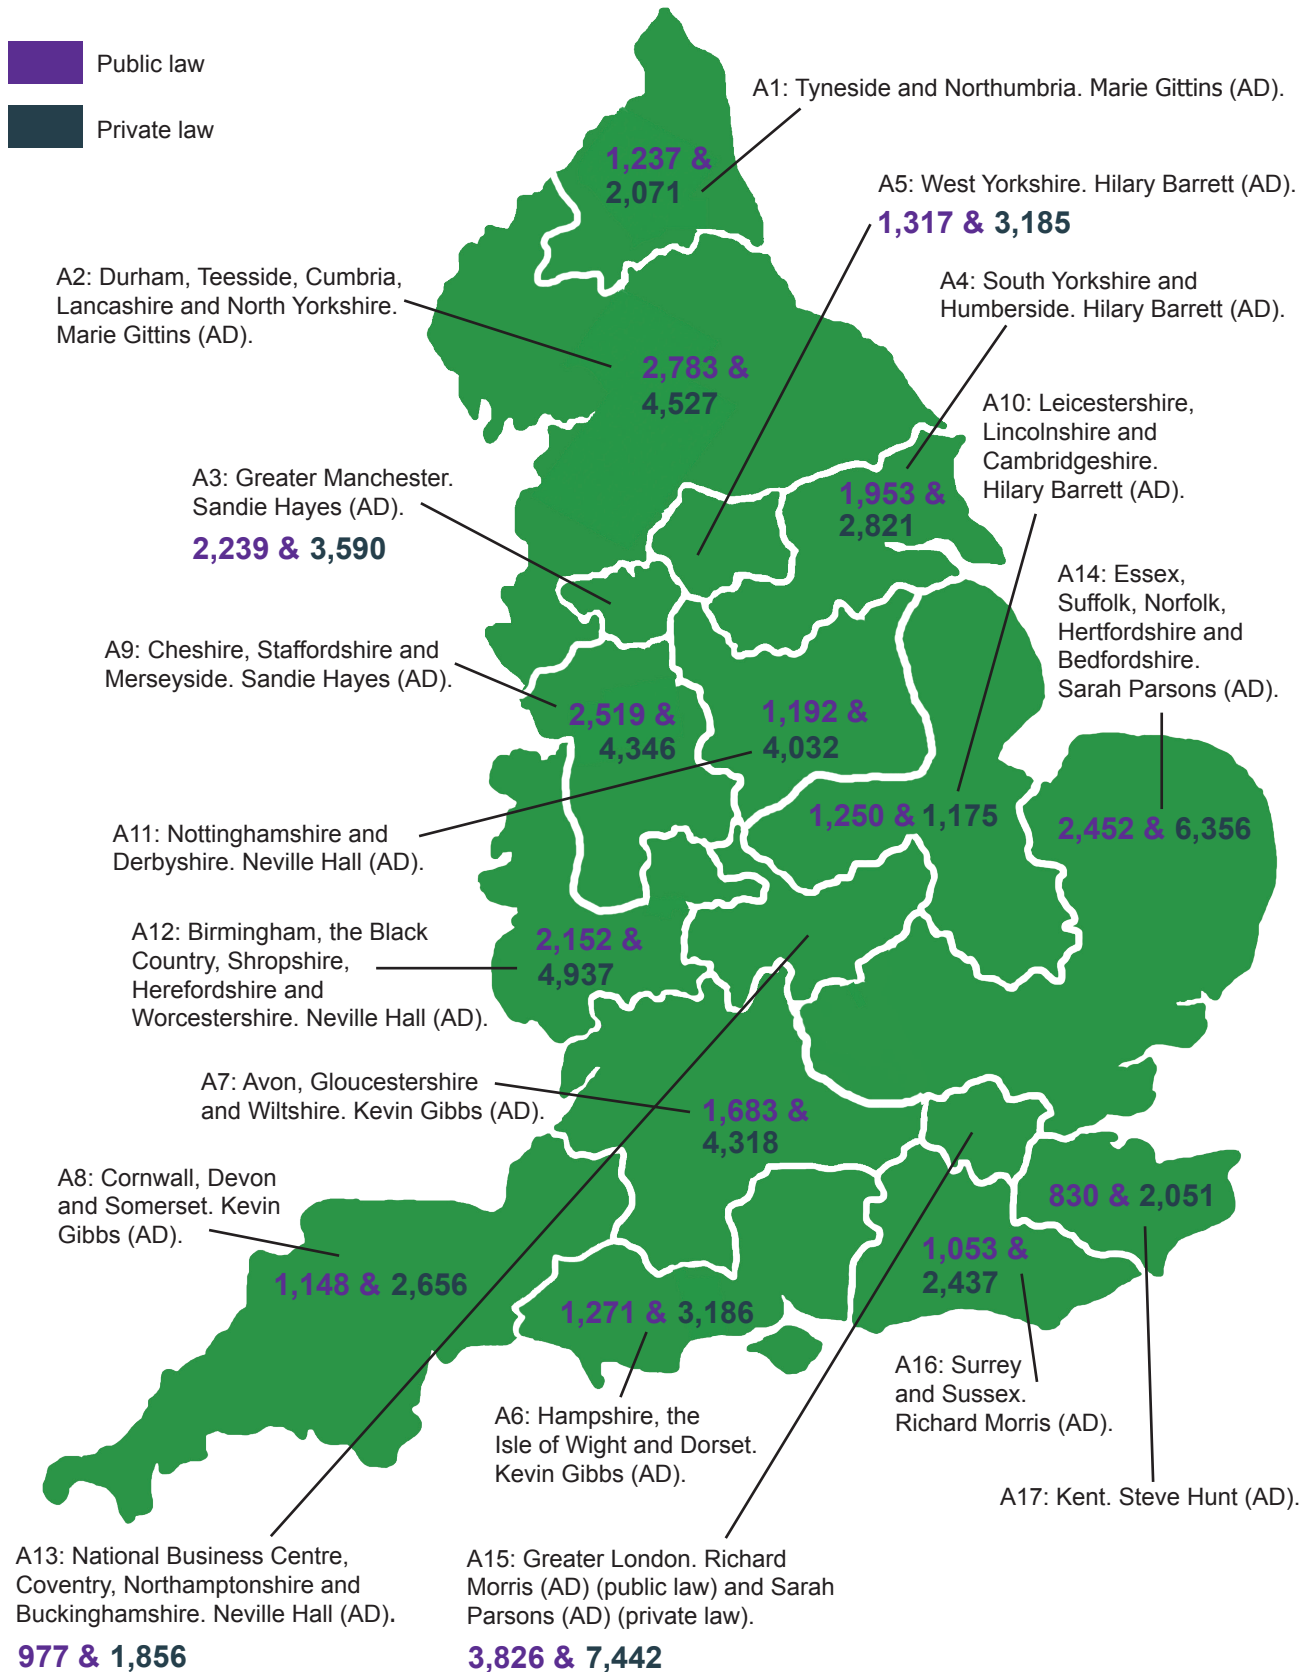 Public law
Private law
A1: Tyneside and Northumbria. Marie Gittins (AD).
1,237 &
2,071
A5: West Yorkshire. Hilary Barrett (AD).
1,317 & 3,185
A2: Durham, Teesside, Cumbria,
Lancashire and North Yorkshire.
Marie Gittins (AD).
A4: South Yorkshire and
Humberside. Hilary Barrett (AD).
2,783 &
4,527
A10: Leicestershire,
Lincolnshire and
Cambridgeshire.
Hilary Barrett (AD).
A3: Greater Manchester.
Sandie Hayes (AD).
2,239 & 3,590
1,953 &
2,821
A14: Essex,
Suffolk, Norfolk,
Hertfordshire and
Bedfordshire.
Sarah Parsons (AD).
A9: Cheshire, Staffordshire and
Merseyside. Sandie Hayes (AD).
2,519 &
4,346
1,192 &
4,032
1,250 & 1,175
2,452 & 6,356
A11: Nottinghamshire and
Derbyshire. Neville Hall (AD).
A12: Birmingham, the Black
Country, Shropshire,
Herefordshire and
Worcestershire. Neville Hall (AD).
2,152 &
4,937
A7: Avon, Gloucestershire
and Wiltshire. Kevin Gibbs (AD).
1,683 &
4,318
A8: Cornwall, Devon
and Somerset. Kevin
Gibbs (AD).
830 & 2,051
1,053 &
2,437
1,148 & 2,656
1,271 & 3,186
A16: Surrey
and Sussex.
Richard Morris (AD).
A6: Hampshire, the
Isle of Wight and Dorset.
Kevin Gibbs (AD).
A17: Kent. Steve Hunt (AD).
A13: National Business Centre,
Coventry, Northamptonshire and
Buckinghamshire. Neville Hall (AD).
977 & 1,856
A15: Greater London. Richard
Morris (AD) (public law) and Sarah
Parsons (AD) (private law).
3,826 & 7,442